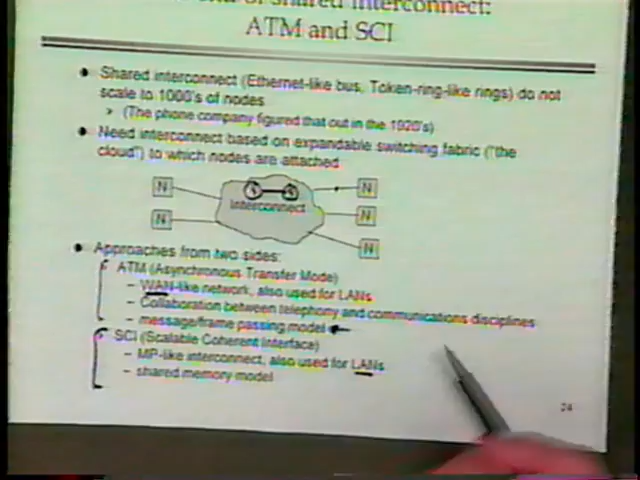 of shared interconnect:
ATM and SCI
• Shared interconnect (Ethernet-like bus, Token-ring-like rings) do not
scale to 1000's of nodes
> (The phone company figured that out in the 1920's)
• Need interconnect based on expandable switching fabric ("the
cloud") to which nodes are attached
N N
Interconnect
N N
N
• Approaches from two sides:
ATM (Asynchronous Transfer Mode)
- WAN-like network, also used for LANs
- Collaboration between telephony and communications disciplines
- message/frame passing model
SCI (Scalable Coherent Interface)
- MP-like interconnect, also used for LANs
- shared memory model
24